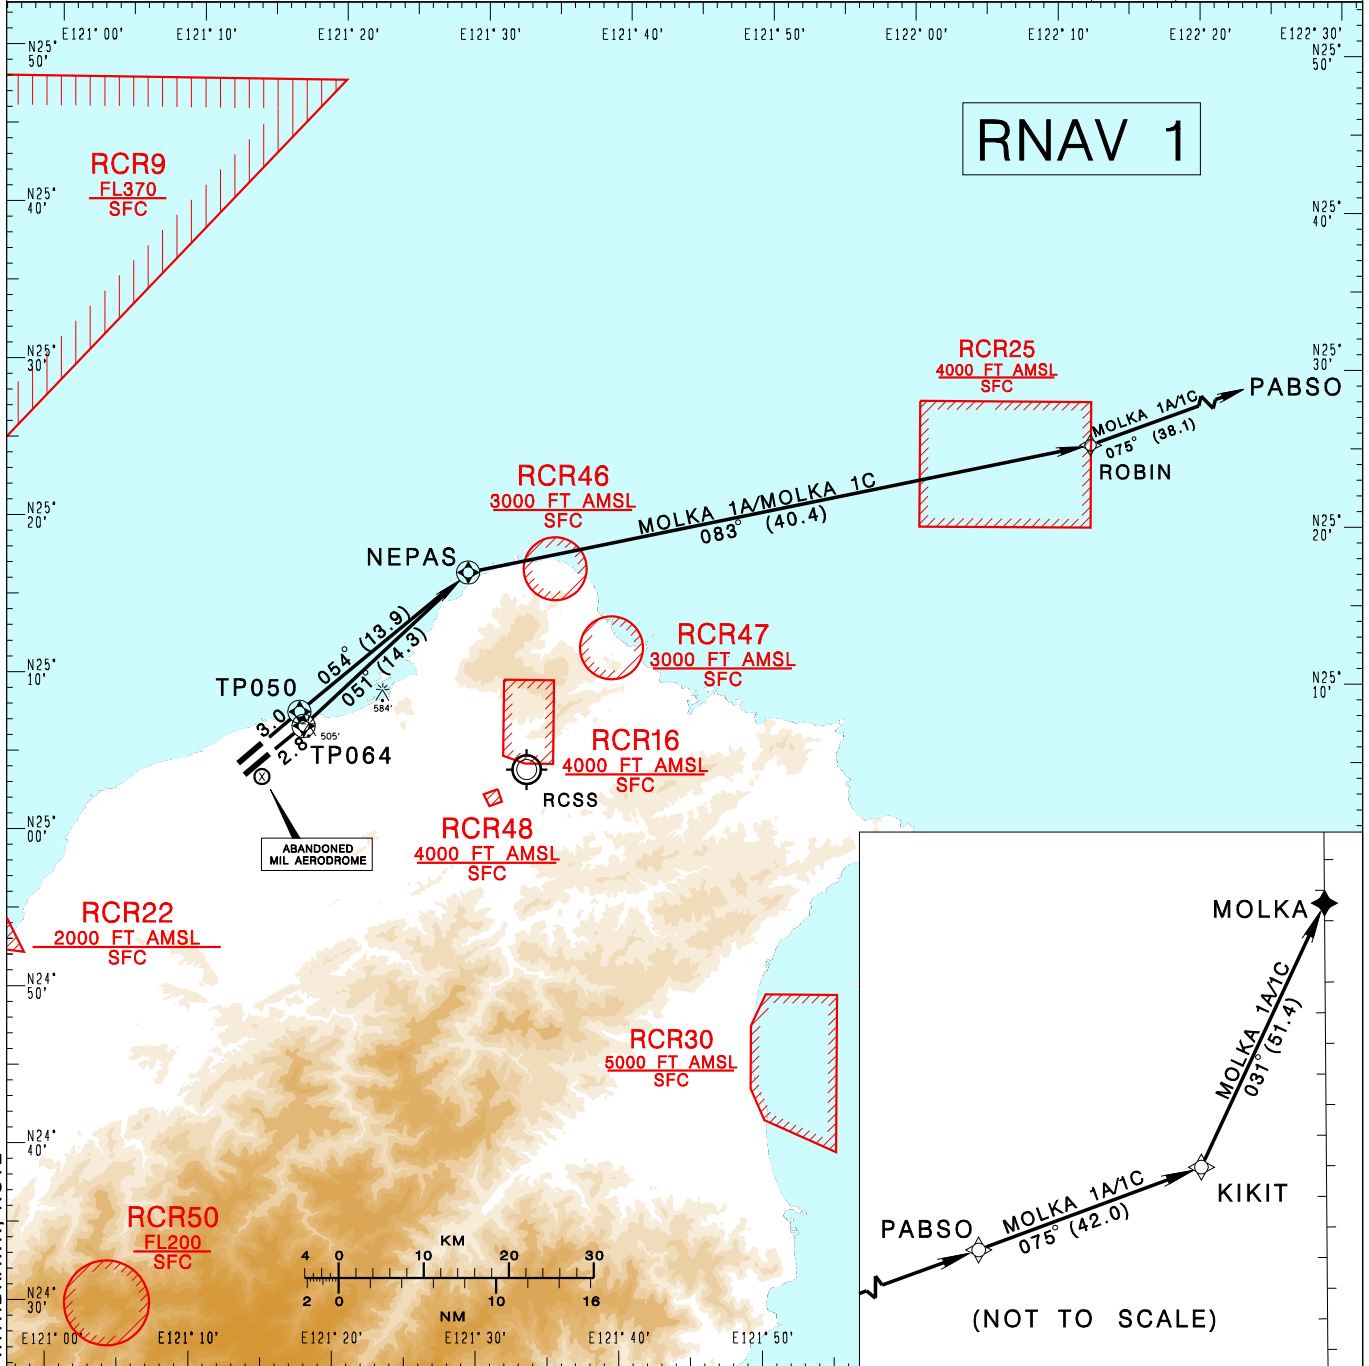 E121° 00'
E121° 10'
E121° 20'
E121° 30'
E121° 40'
E121° 50'
E122° 00'
E122° 10'
E122° 20'
E122° 30'
N25°
50'
N25°
50'
RNAV 1
RCR9
FL370
SFC
N25°
40'
N25°
40'
N25°
30'
N25°
30'
RCR25
4000 FT AMSL
SFC
PABSO
MOLKA 1A/1C
075° (38.1)
ROBIN
RCR46
3000 FT AMSL
SFC
MOLKA 1A/MOLKA 1C
083° (40.4)
N25°
20'
N25°
20'
NEPAS
054° (13.9)
051° (14.3)
RCR47
3000 FT AMSL
SFC
N25°
10'
N25°
10'
TP050
584'
3.0
505'
2.8
TP064
RCR16
4000 FT AMSL
SFC
RCSS
X
N25°
00'
ABANDONED
MIL AERODROME
RCR48
4000 FT AMSL
SFC
RCR22
2000 FT AMSL
SFC
MOLKA
N24°
50'
MOLKA 1A/1C
031° (51.4)
RCR30
5000 FT AMSL
SFC
N24°
40'
KIKIT
MOLKA 1A/1C
075° (42.0)
PABSO
RCR50
FL200
SFC
KM
4 0 10 20 30
2 0 10 16
NM
N24°
30'
(NOT TO SCALE)
E121° 00'
E121° 10'
E121° 20'
E121° 30'
E121° 40'
E121° 50'